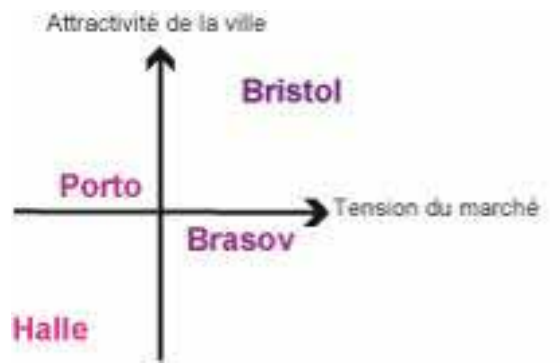 Attractivité de la ville
Bristol
Porto
Tension du marché
Brasov
Halle